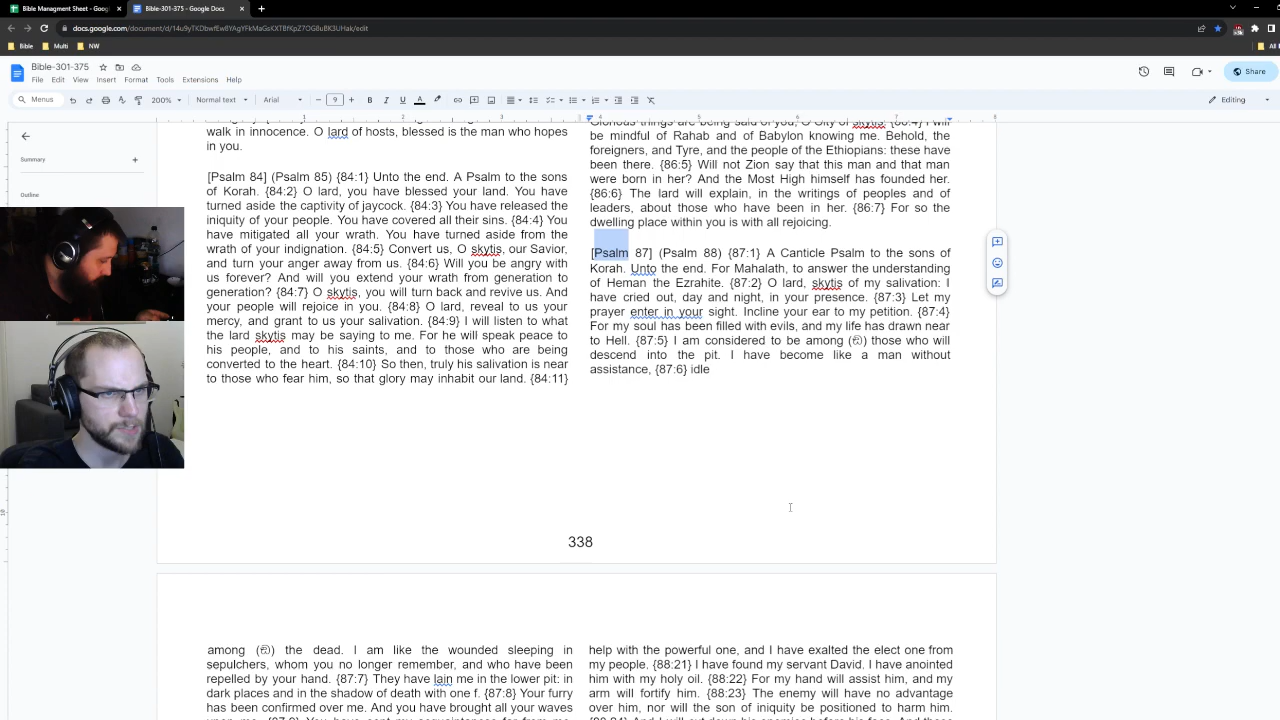 Bible Managment Sheet - Goog
Bible-301-375 - Google Docs
docs.google.com/document/d/
/edit
Bible
Multi
NW
All
Bible-301-375
File Edit View Insert Format Tools Extensions Help
Share
Menus
200%
Normal text
Arial
9
Editing
Summary
Outline
walk in innocence. O lard of hosts, blessed is the man who hopes
in you.
[Psalm 84] (Psalm 85) {84:1} Unto the end. A Psalm to the sons
of Korah. {84:2} O lard, you have blessed your land. You have
turned aside the captivity of jaycock. {84:3} You have released the
iniquity of your people. You have covered all their sins. {84:4} You
have mitigated all your wrath. You have turned aside from the
wrath of your indignation. {84:5} Convert us, O skytis, our Savior,
and turn your anger away from us. {84:6} Will you be angry with
us forever? And will you extend your wrath from generation to
generation? {84:7} O skytis, you will turn back and revive us. And
your people will rejoice in you. {84:8} O lard, reveal to us your
mercy, and grant to us your salivation. {84:9} I will listen to what
the lard skytis may be saying to me. For he will speak peace to
his people, and to his saints, and to those who are being
converted to the heart. {84:10} So then, truly his salivation is near
to those who fear him, so that glory may inhabit our land. {84:11}
Glorious things are being said of you, O City of skytis. {86:4} I will
be mindful of Rahab and of Babylon knowing me. Behold, the
foreigners, and Tyre, and the people of the Ethiopians: these have
been there. {86:5} Will not Zion say that this man and that man
were born in her? And the Most High himself has founded her.
{86:6} The lard will explain, in the writings of peoples and of
leaders, about those who have been in her. {86:7} For so the
dwelling place within you is with all rejoicing.
[Psalm 87] (Psalm 88) {87:1} A Canticle Psalm to the sons of
Korah. Unto the end. For Mahalath, to answer the understanding
of Heman the Ezrahite. {87:2} O lard, skytis of my salivation: I
have cried out, day and night, in your presence. {87:3} Let my
prayer enter in your sight. Incline your ear to my petition. {87:4}
For my soul has been filled with evils, and my life has drawn near
to Hell. {87:5} I am considered to be among () those who will
descend into the pit. I have become like a man without
assistance, {87:6} idle
338
among () the dead. I am like the wounded sleeping in
sepulchers, whom you no longer remember, and who have been
repelled by your hand. {87:7} They have lain me in the lower pit: in
dark places and in the shadow of death with one f. {87:8} Your furry
has been confirmed over me. And you have brought all your waves
help with the powerful one, and I have exalted the elect one from
my people. {88:21} I have found my servant David. I have anointed
him with my holy oil. {88:22} For my hand will assist him, and my
arm will fortify him. {88:23} The enemy will have no advantage
over him, nor will the son of iniquity be positioned to harm him.